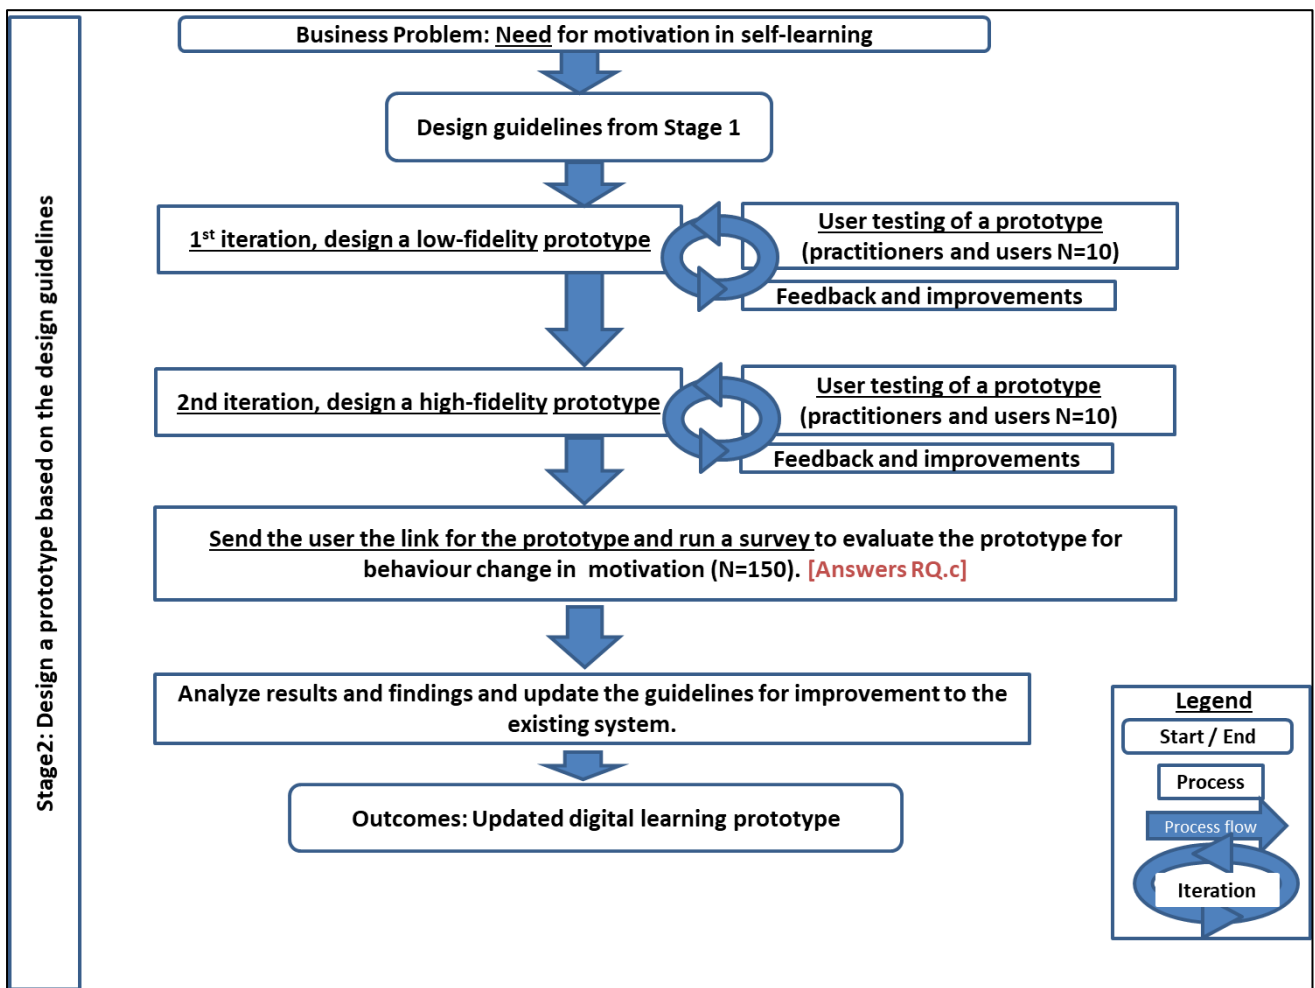 Stage2: Design a prototype based on the design guidelines
Business Problem: Need for motivation in self-learning
Design guidelines from Stage 1
1st iteration, design a low-fidelity prototype
User testing of a prototype
(practitioners and users N=10)
Feedback and improvements
2nd iteration, design a high-fidelity prototype
User testing of a prototype
(practitioners and users N=10)
Feedback and improvements
Send the user the link for the prototype and run a survey to evaluate the prototype for
behaviour change in motivation (N=150). [Answers RQ.c]
Analyze results and findings and update the guidelines for improvement to the
existing system.
Outcomes: Updated digital learning prototype
Legend
Start / End
Process
Process flow
Iteration